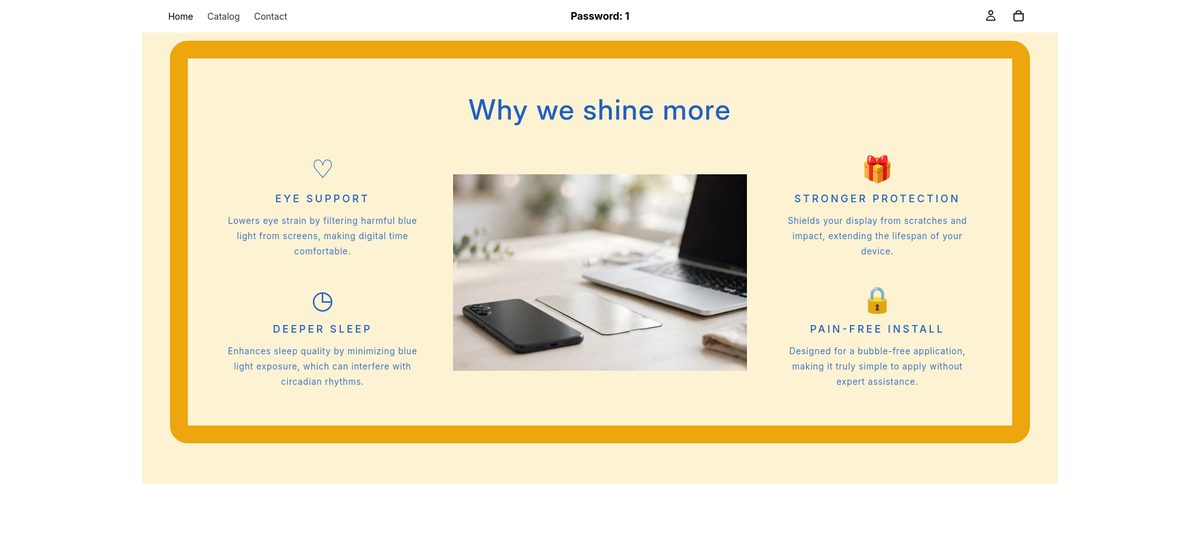 Home Catalog Contact
Password: 1
Why we shine more
EYE SUPPORT
Lowers eye strain by filtering harmful blue
light from screens, making digital time
comfortable.
DEEPER SLEEP
Enhances sleep quality by minimizing blue
light exposure, which can interfere with
circadian rhythms.
STRONGER PROTECTION
Shields your display from scratches and
impact, extending the lifespan of your
device.
PAIN-FREE INSTALL
Designed for a bubble-free application,
making it truly simple to apply without
expert assistance.